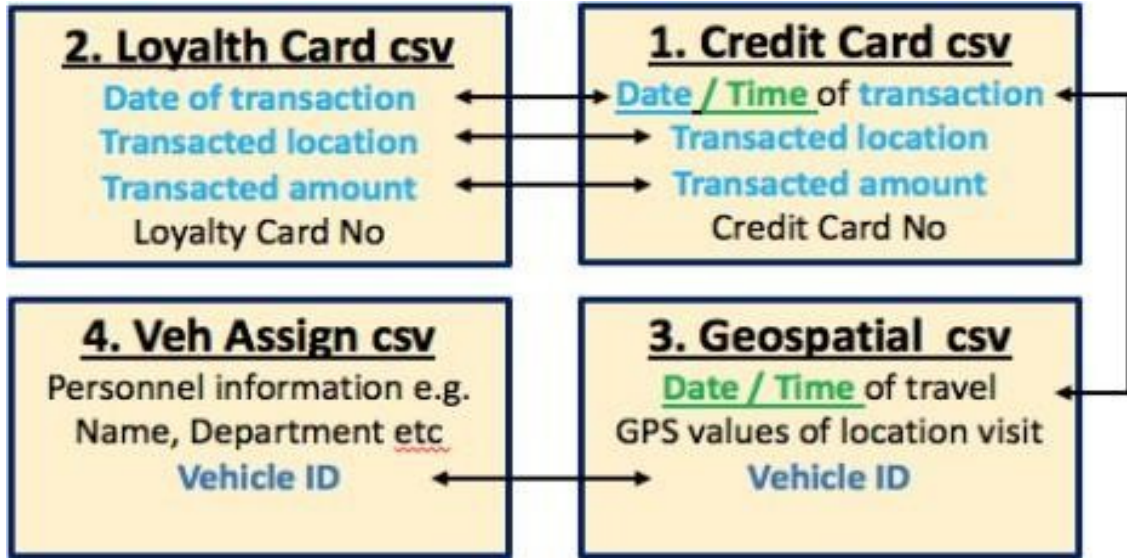 2. Loyalth Card csv
Date of transaction
Transacted location
Transacted amount
Loyalty Card No
1. Credit Card csv
Date / Time of transaction
Transacted location
Transacted amount
Credit Card No
4. Veh Assign csv
Personnel information e.g.
Name, Department etc
Vehicle ID
3. Geospatial csv
Date / Time of travel
GPS values of location visit
Vehicle ID